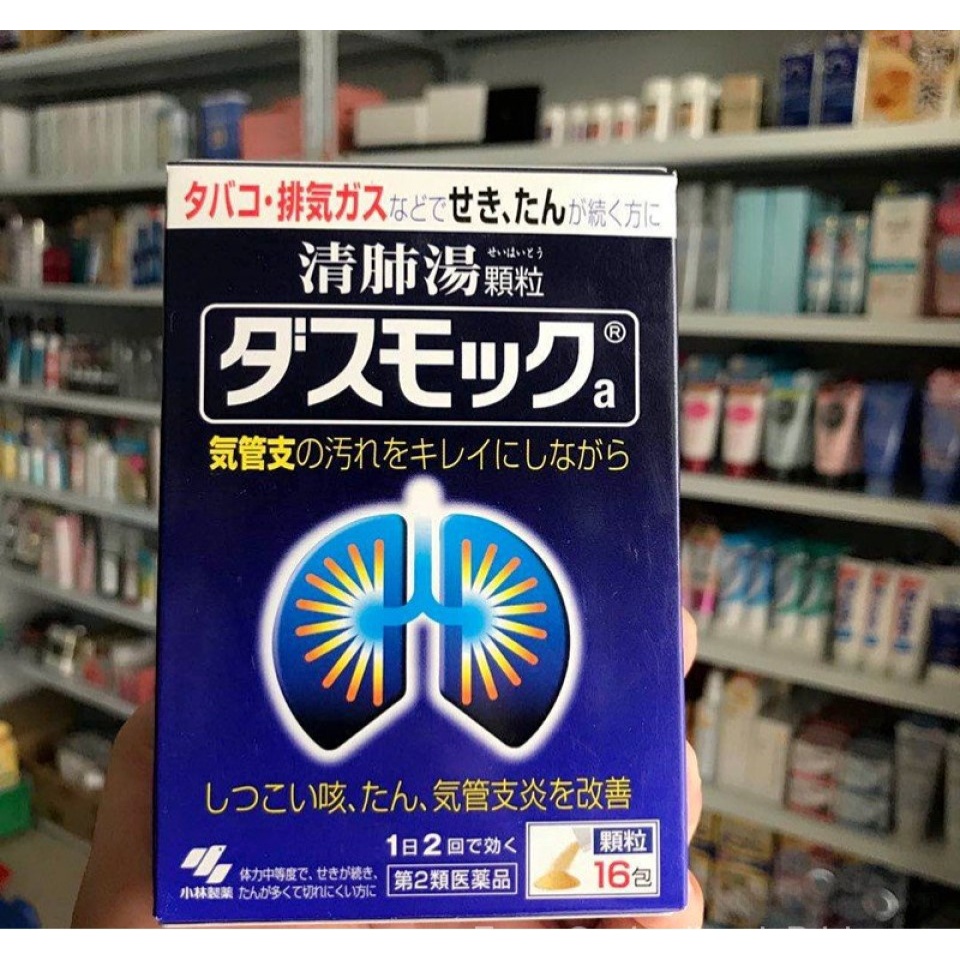 タバコ・排気ガスなどでせき、たんが続く方に
せいはいとう
清肺湯顆粒
ダスモック®a
気管支の汚れをキレイにしながら
しつこい咳、たん、気管支炎を改善
1日2回で効く
第2類医薬品
顆粒
16包
小林製薬
体力中等度で、せきが続き、
たんが多くて切れにくい方に